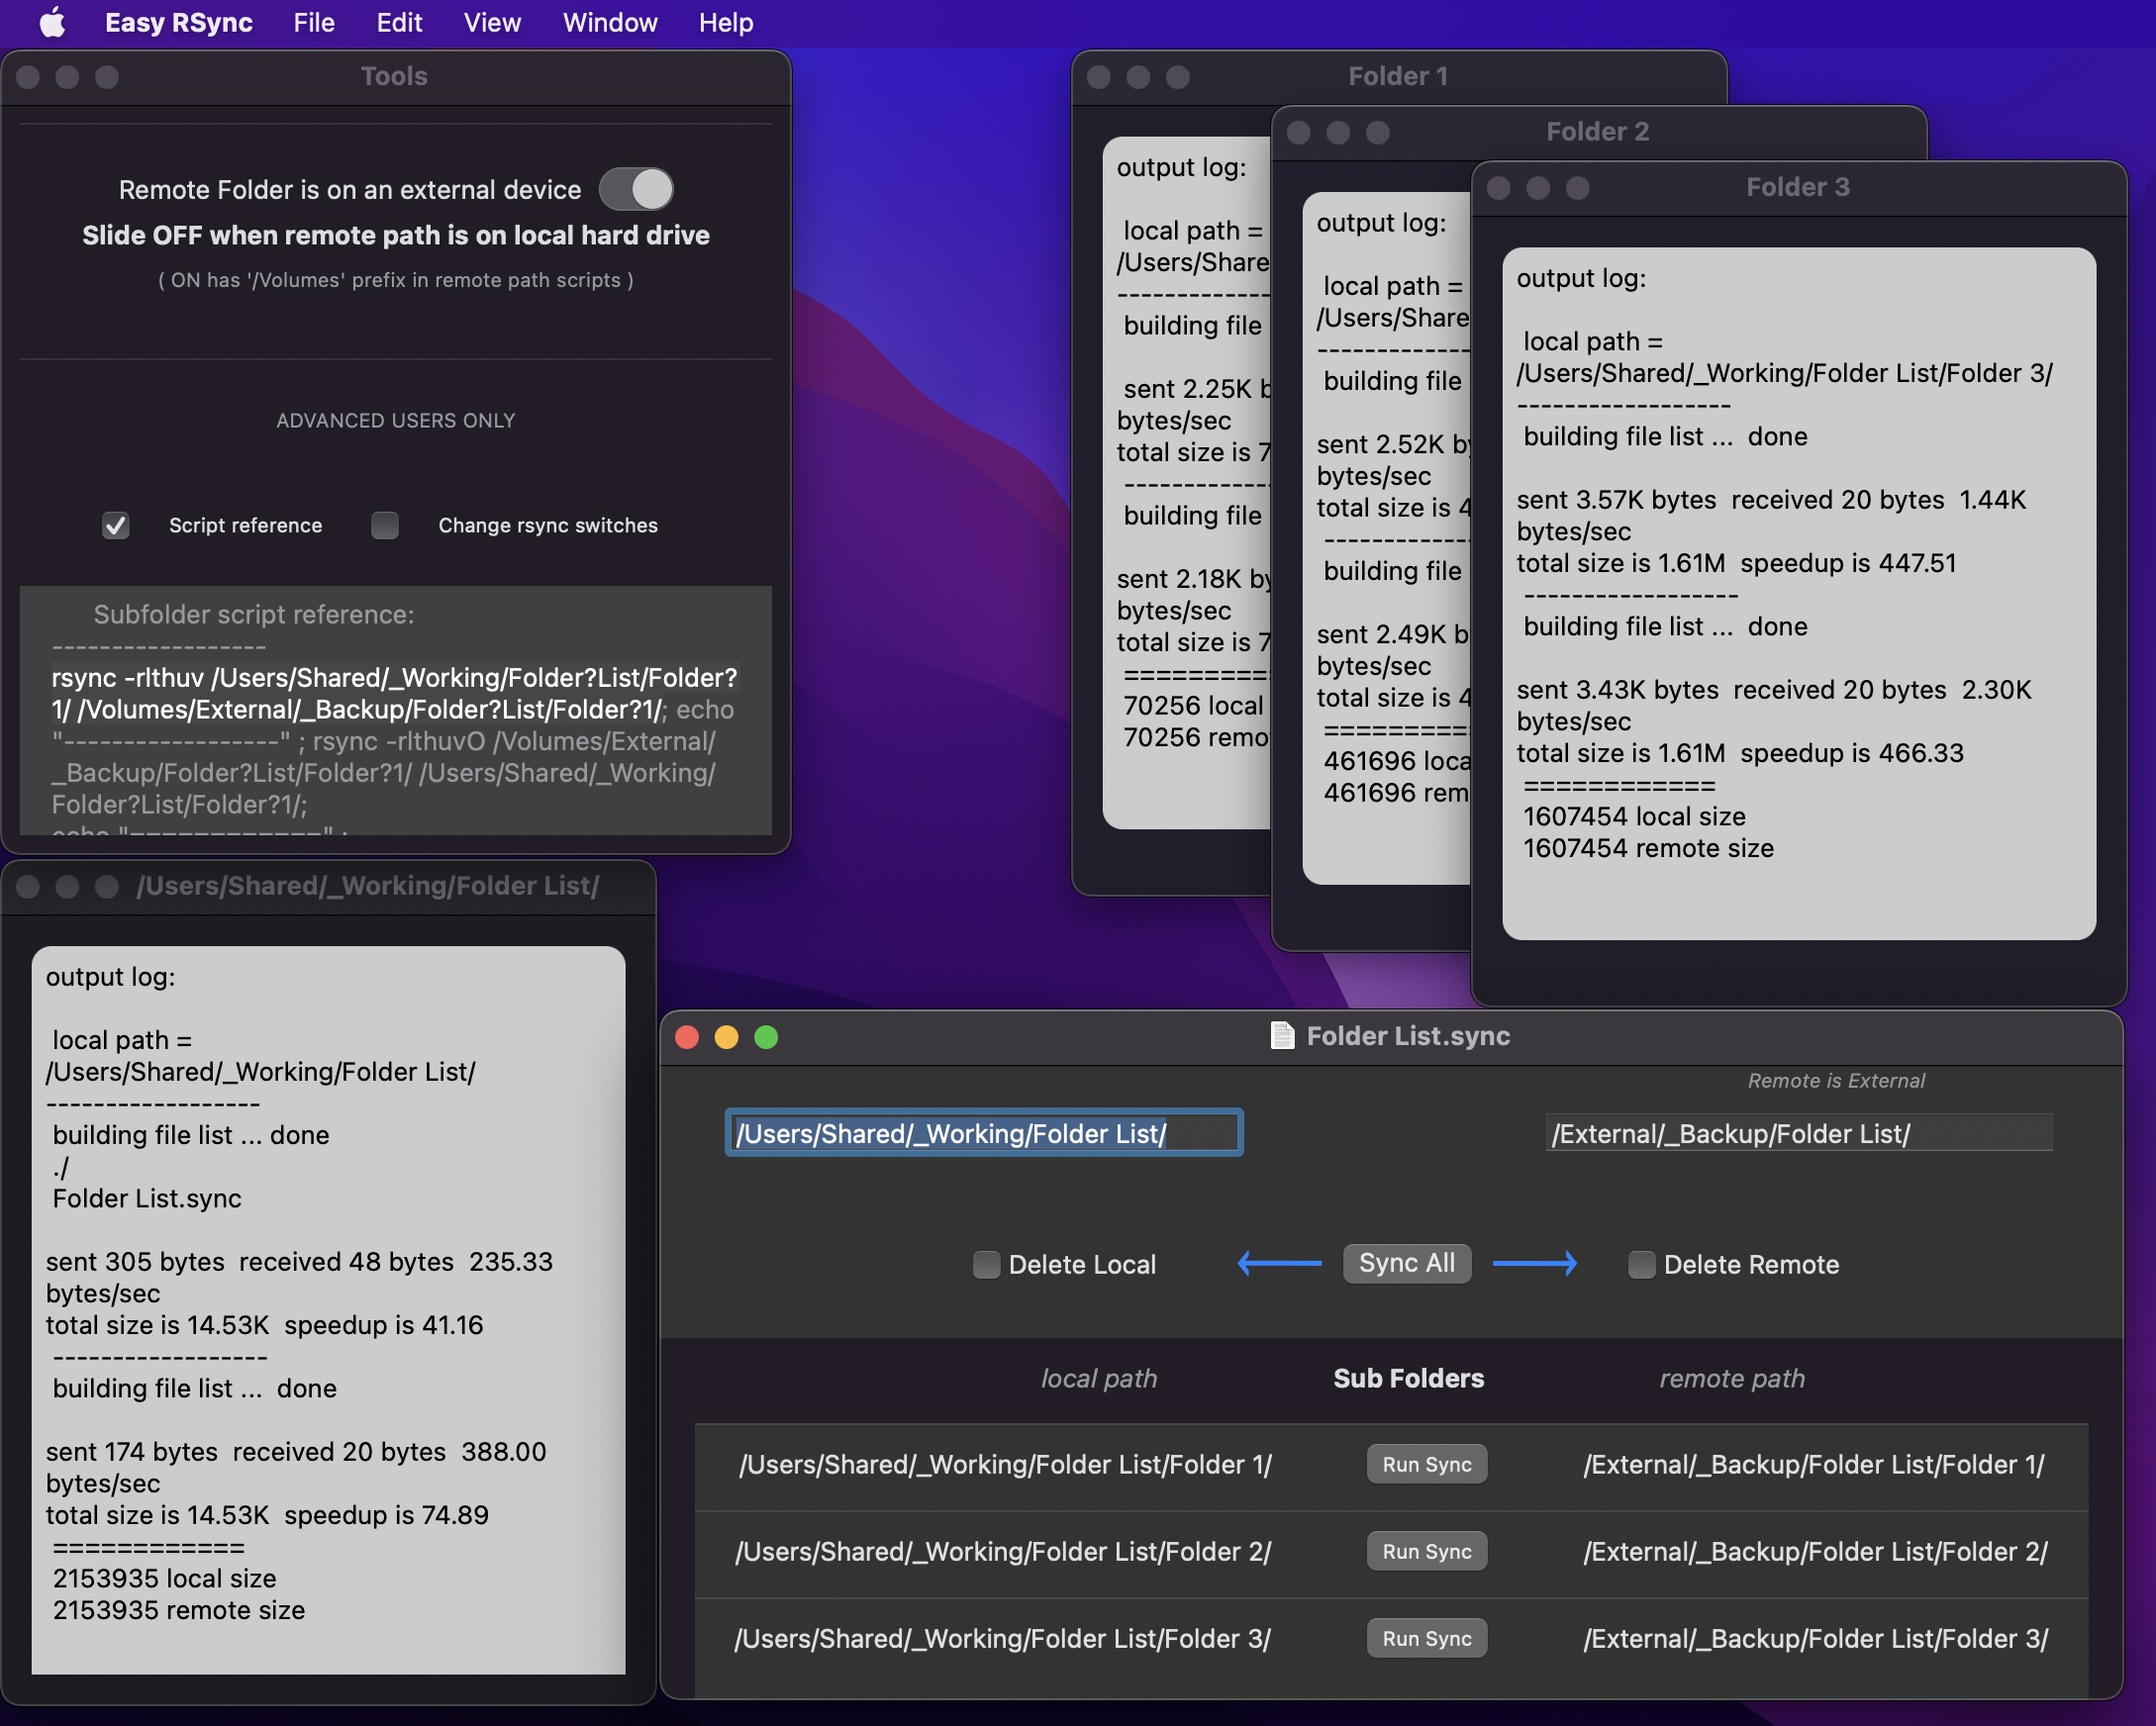 Easy RSync File Edit View Window Help
Tools
Remote Folder is on an external device
Slide OFF when remote path is on local hard drive
( ON has '/Volumes' prefix in remote path scripts )
ADVANCED USERS ONLY
Script reference Change rsync switches
Subfolder script reference:
------------------
rsync -rlthuv /Users/Shared/_Working/Folder?List/Folder?
1/ /Volumes/External/_Backup/Folder?List/Folder?1/; echo
"------------------" ; rsync -rlthuvO /Volumes/External/
_Backup/Folder?List/Folder?1/ /Users/Shared/_Working/
Folder?List/Folder?1/;
echo "============" ;
Folder 1
output log:
local path =
/Users/Share
-------------
building file
sent 2.25K b
bytes/sec
total size is 7
-------------
building file
sent 2.18K by
bytes/sec
total size is 7
=========
70256 local
70256 remo
Folder 2
output log:
local path =
/Users/Share
-------------
building file
sent 2.52K by
bytes/sec
total size is 4
-------------
building file
sent 2.49K b
bytes/sec
total size is 4
=========
461696 loca
461696 rem
Folder 3
output log:
local path =
/Users/Shared/_Working/Folder List/Folder 3/
------------------
building file list ... done
sent 3.57K bytes received 20 bytes 1.44K
bytes/sec
total size is 1.61M speedup is 447.51
------------------
building file list ... done
sent 3.43K bytes received 20 bytes 2.30K
bytes/sec
total size is 1.61M speedup is 466.33
============
1607454 local size
1607454 remote size
/Users/Shared/_Working/Folder List/
output log:
local path =
/Users/Shared/_Working/Folder List/
------------------
building file list ... done
./
Folder List.sync
sent 305 bytes received 48 bytes 235.33
bytes/sec
total size is 14.53K speedup is 41.16
------------------
building file list ... done
sent 174 bytes received 20 bytes 388.00
bytes/sec
total size is 14.53K speedup is 74.89
============
2153935 local size
2153935 remote size
Folder List.sync
Remote is External
/Users/Shared/_Working/Folder List/ /External/_Backup/Folder List/
Delete Local Sync All Delete Remote
local path Sub Folders remote path
/Users/Shared/_Working/Folder List/Folder 1/ Run Sync /External/_Backup/Folder List/Folder 1/
/Users/Shared/_Working/Folder List/Folder 2/ Run Sync /External/_Backup/Folder List/Folder 2/
/Users/Shared/_Working/Folder List/Folder 3/ Run Sync /External/_Backup/Folder List/Folder 3/